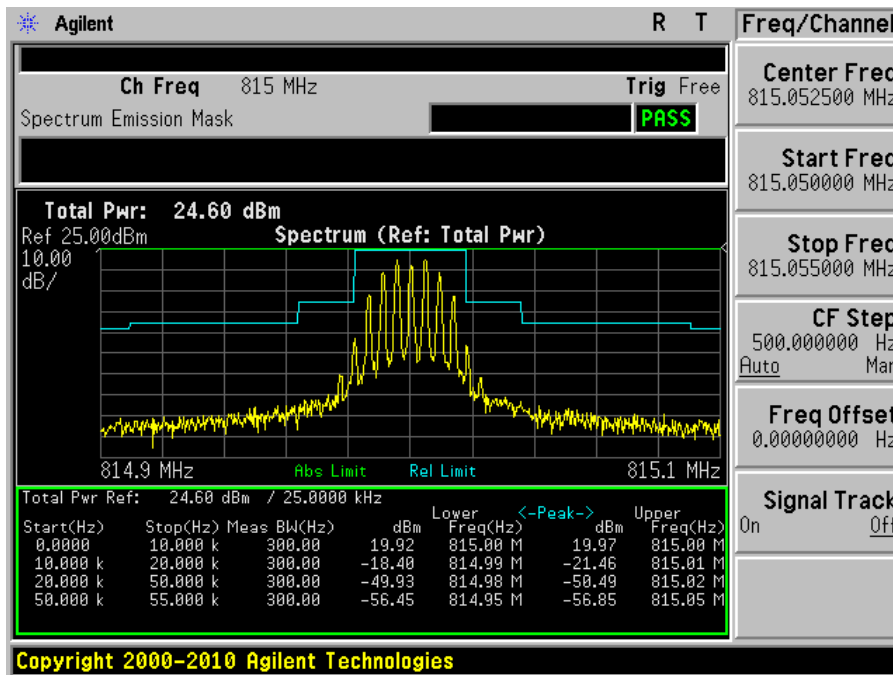 Agilent R T
Ch Freq 815 MHz Trig Free
Spectrum Emission Mask PASS
Total Pwr: 24.60 dBm
Ref 25.00dBm Spectrum (Ref: Total Pwr)
10.00
dB/
814.9 MHz Abs Limit Rel Limit 815.1 MHz
Total Pwr Ref: 24.60 dBm / 25.0000 kHz
Lower <-Peak-> Upper
Start(Hz) Stop(Hz) Meas BW(Hz) dBm Freq(Hz) dBm Freq(Hz)
0.0000 10.000 k 300.00 19.92 815.00 M 19.97 815.00 M
10.000 k 20.000 k 300.00 -18.40 814.99 M -21.46 815.01 M
20.000 k 50.000 k 300.00 -49.93 814.98 M -50.49 815.02 M
50.000 k 55.000 k 300.00 -56.45 814.95 M -56.85 815.05 M
Copyright 2000-2010 Agilent Technologies
Freq/Channel
Center Freq
815.052500 MHz
Start Freq
815.050000 MHz
Stop Freq
815.055000 MHz
CF Step
500.000000 Hz
Auto Man
Freq Offset
0.00000000 Hz
Signal Track
On Off